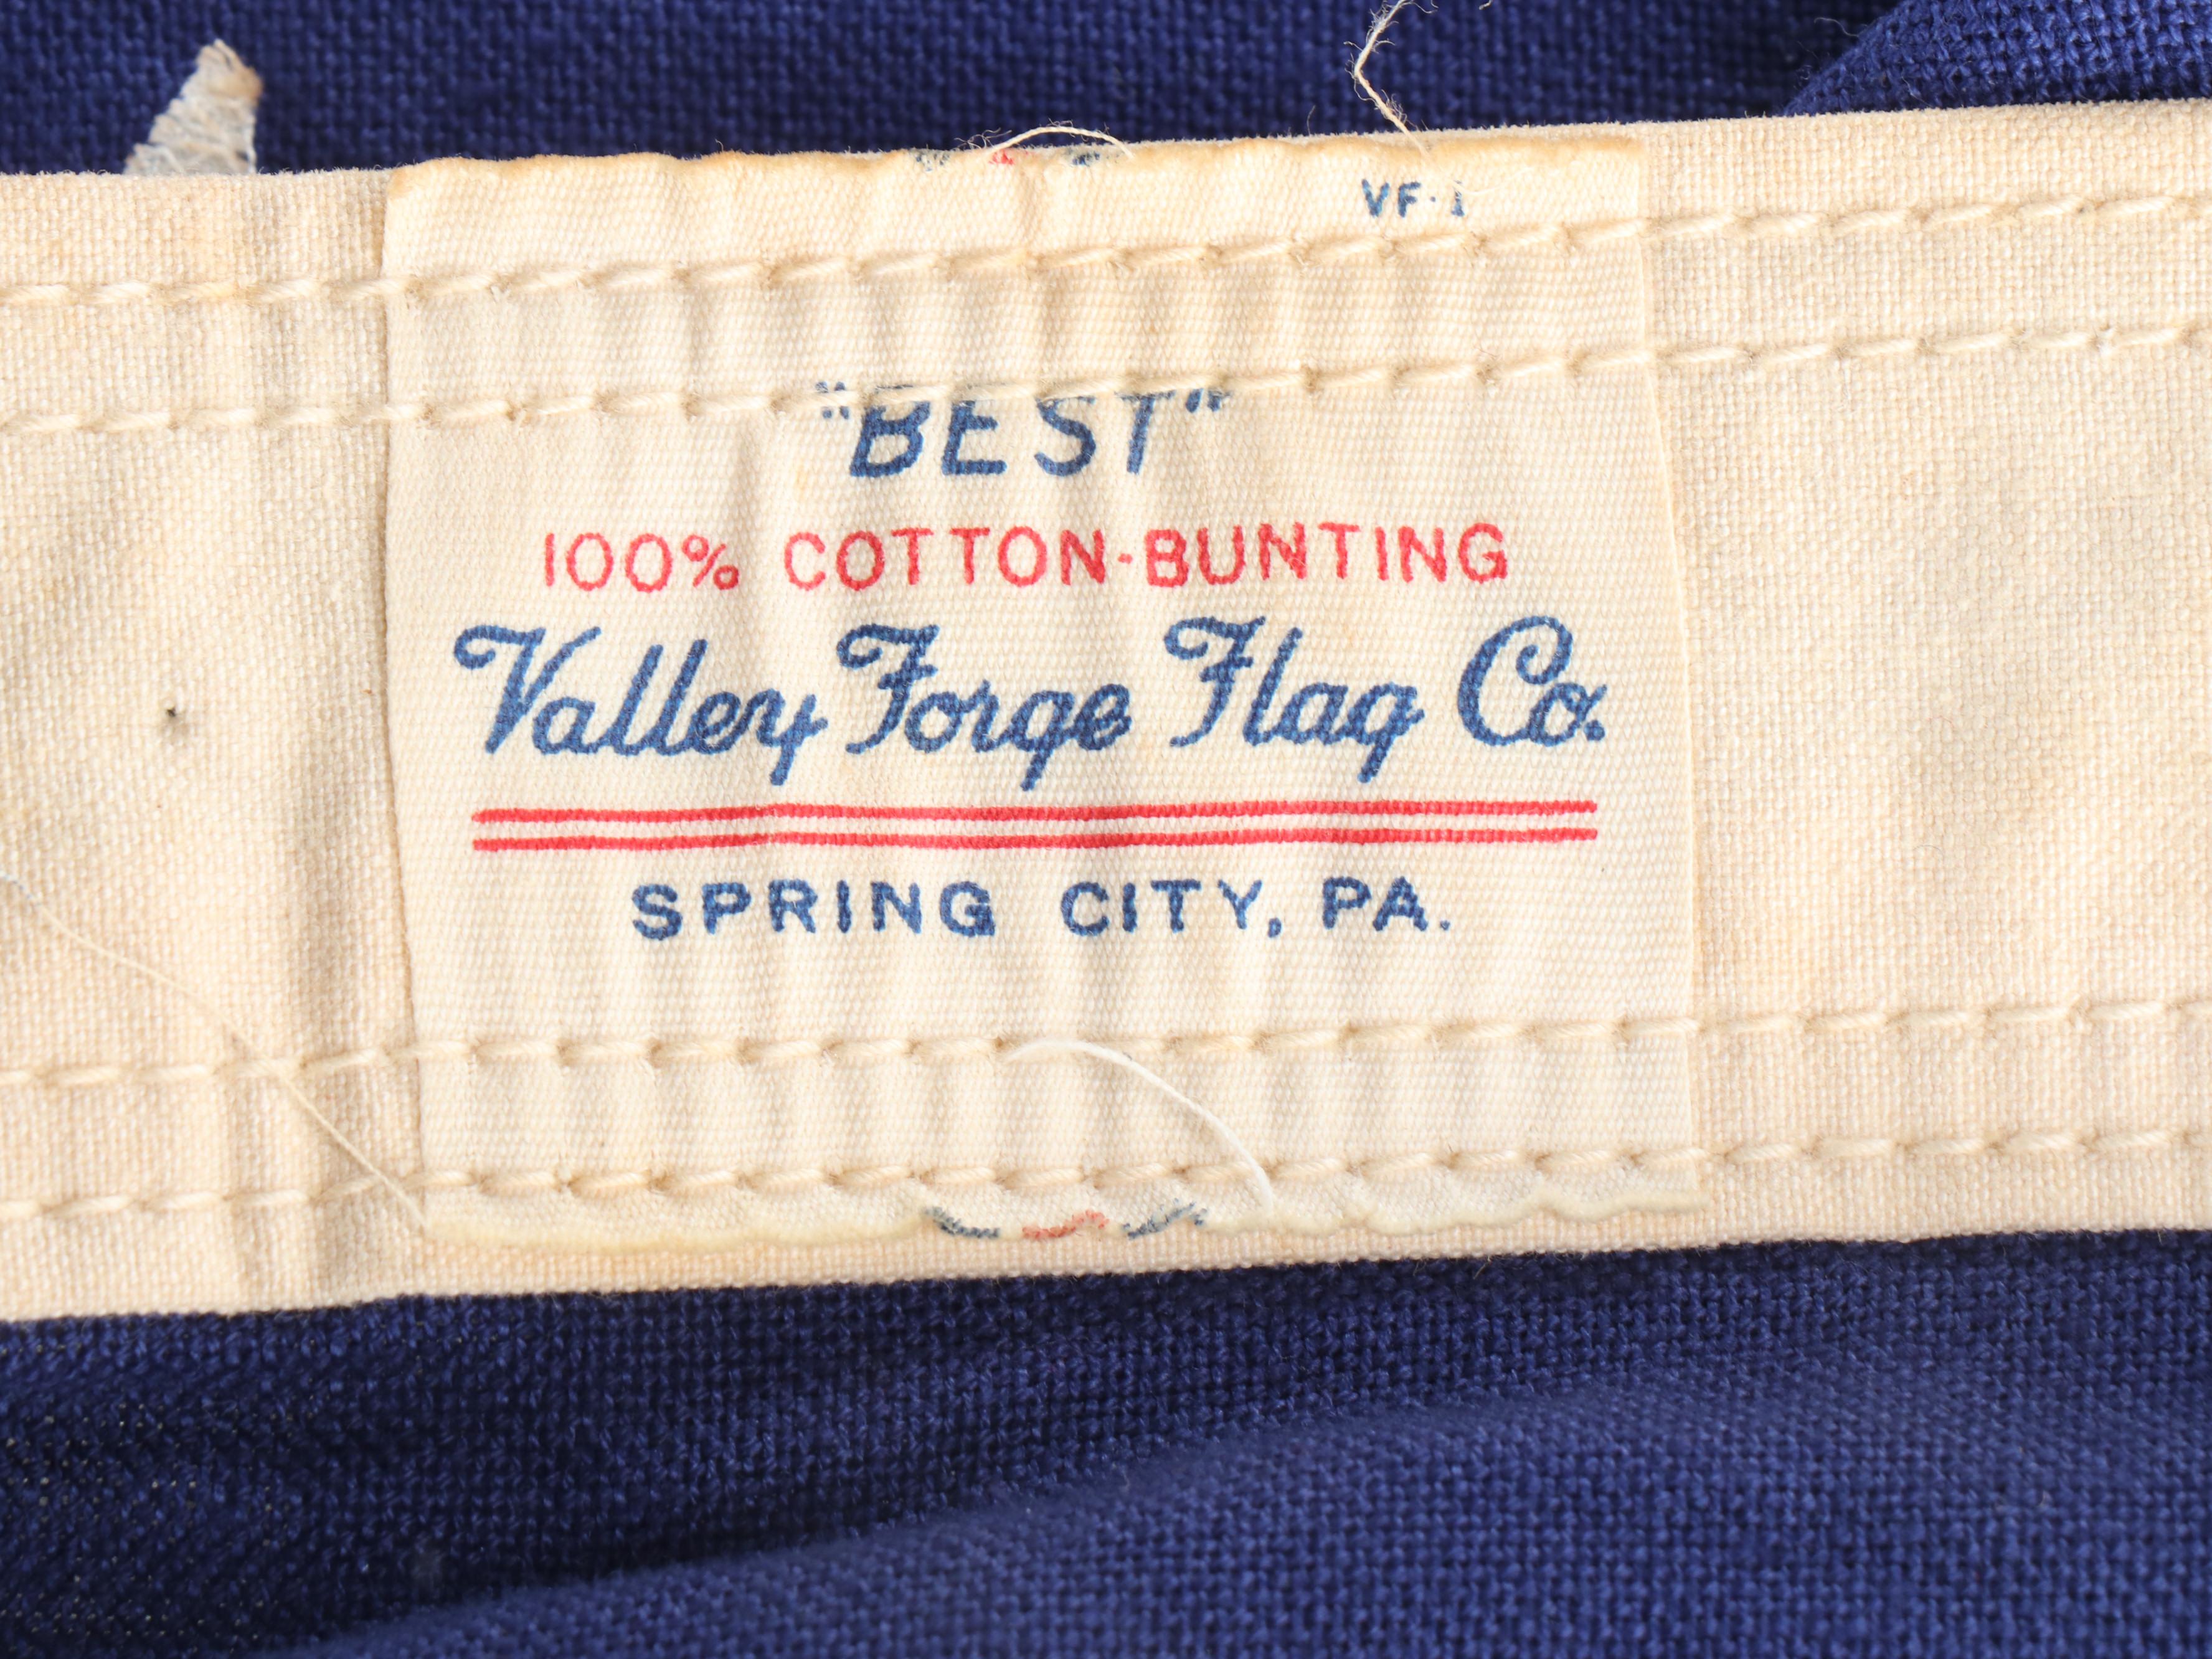 VF-1
"BEST"
100% COTTON-BUNTING
Valley Forge Flag Co.
SPRING CITY, PA.